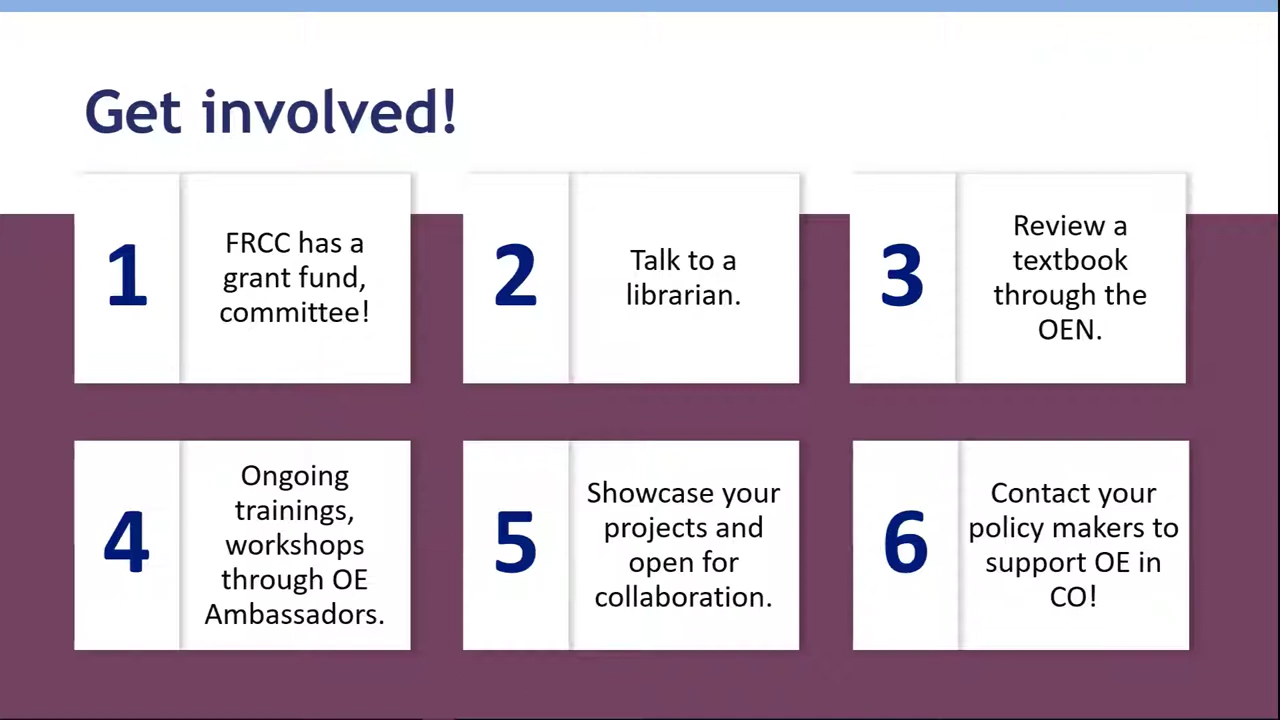 Get involved!
1
FRCC has a
grant fund,
committee!
2
Talk to a
librarian.
3
Review a
textbook
through the
OEN.
4
Ongoing
trainings,
workshops
through OE
Ambassadors.
5
Showcase your
projects and
open for
collaboration.
6
Contact your
policy makers to
support OE in
CO!